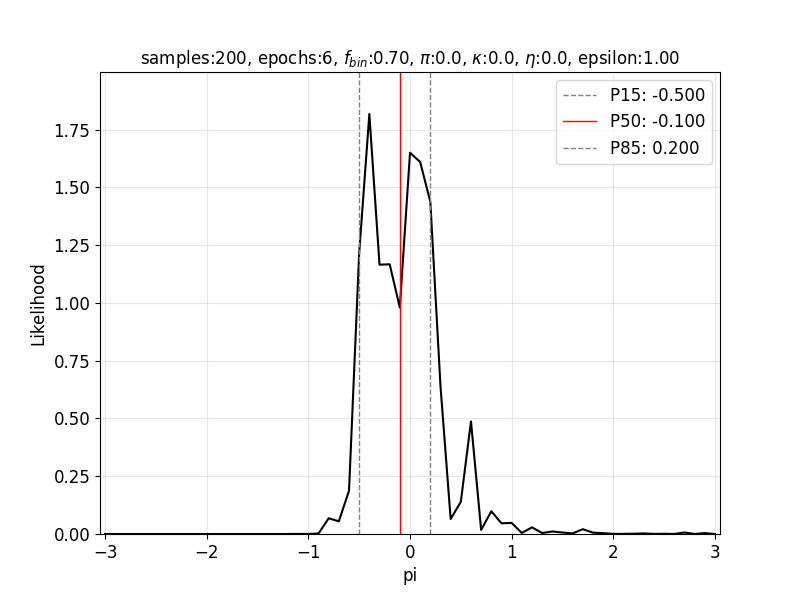 samples:200, epochs:6, f_bin:0.70, π:0.0, κ:0.0, η:0.0, epsilon:1.00
P15: -0.500
P50: -0.100
P85: 0.200
1.75
1.50
1.25
1.00
0.75
0.50
0.25
0.00
Likelihood
−3 −2 −1 0 1 2 3
pi